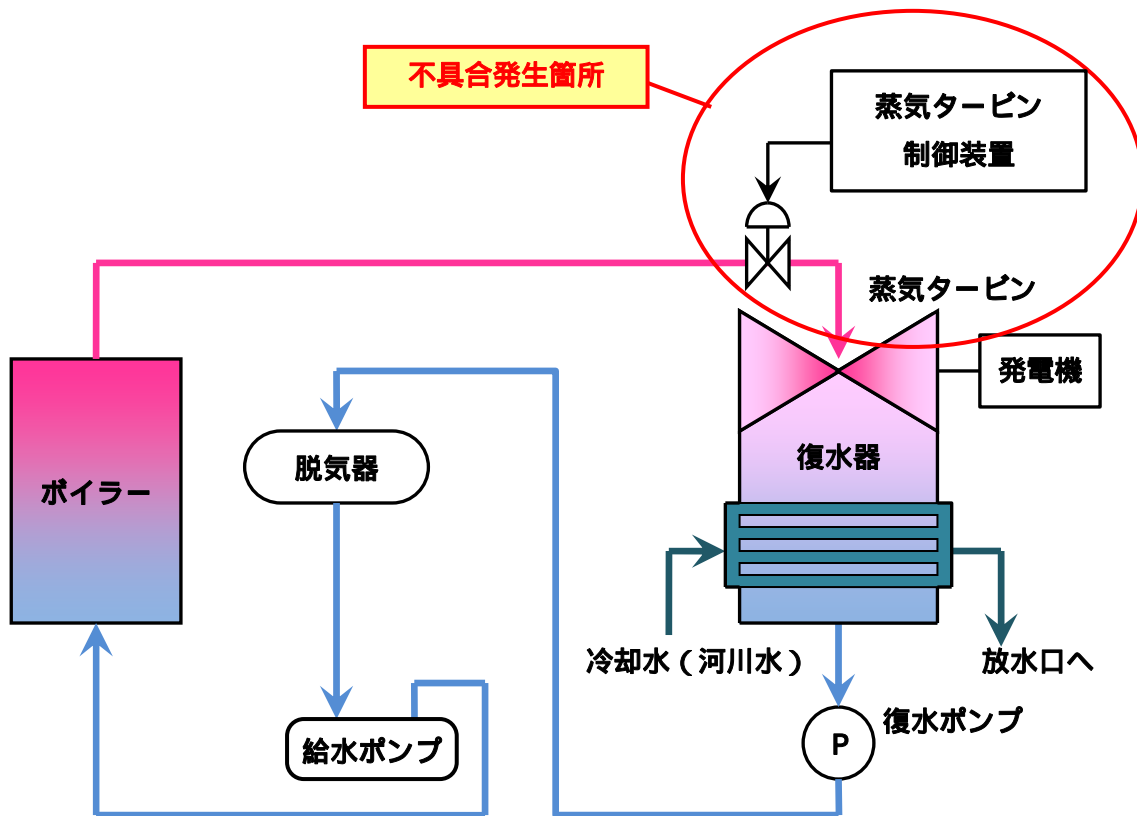 不具合発生箇所
蒸気タービン
制御装置
蒸気タービン
発電機
復水器
脱気器
ボイラー
冷却水（河川水）
放水口へ
復水ポンプ
P
給水ポンプ